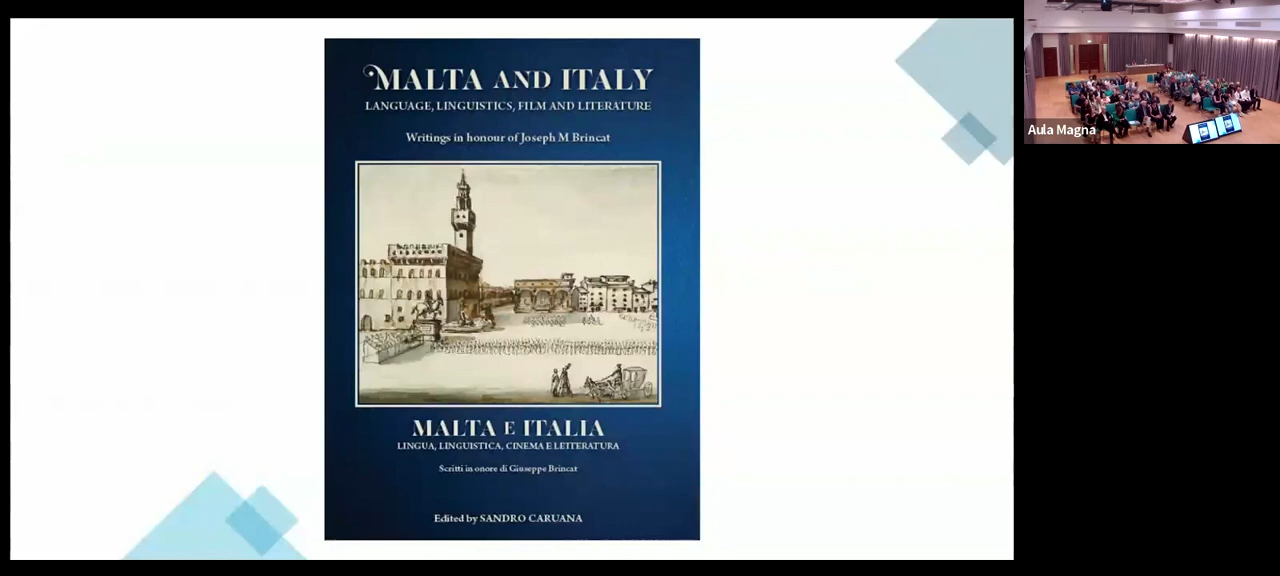 MALTA AND ITALY
LANGUAGE, LINGUISTICS, FILM AND LITERATURE
Writings in honour of Joseph M Brincat
MALTA E ITALIA
LINGUA, LINGUISTICA, CINEMA E LETTERATURA
Scritti in onore di Giuseppe Brincat
Edited by SANDRO CARUANA
Aula Magna